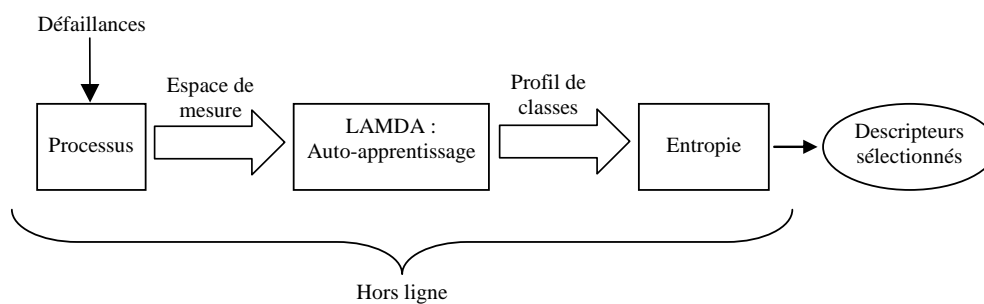 Défaillances
Espace de
mesure
Profil de
classes
Processus
LAMDA :
Auto-apprentissage
Entropie
Descripteurs
sélectionnés
Hors ligne